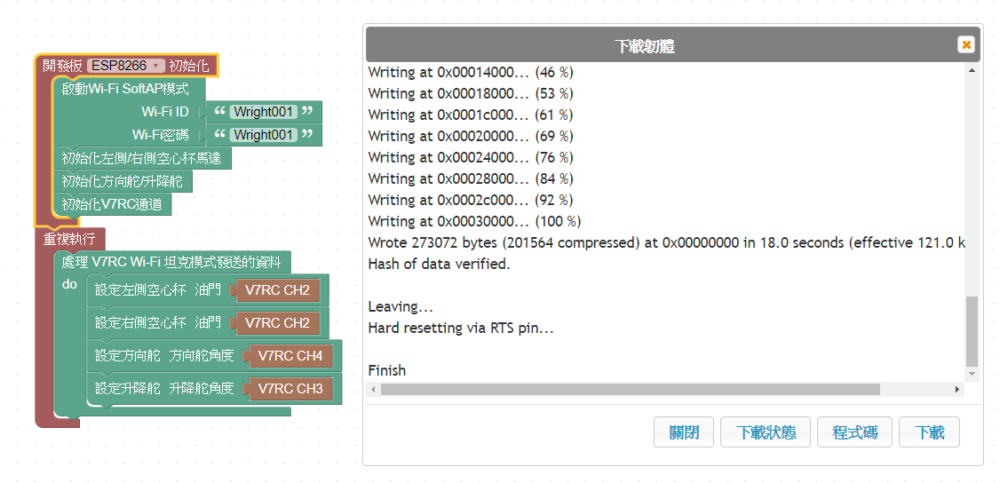 開發板 ESP8266 初始化
啟動Wi-Fi SoftAP模式
Wi-Fi ID “ Wright001 ”
Wi-Fi密碼 “ Wright001 ”
初始化左側/右側空心杯馬達
初始化方向舵/升降舵
初始化V7RC通道
重複執行
處理 V7RC Wi-Fi 坦克模式發送的資料
do
設定左側空心杯 油門 V7RC CH2
設定右側空心杯 油門 V7RC CH2
設定方向舵 方向舵角度 V7RC CH4
設定升降舵 升降舵角度 V7RC CH3
下載韌體
Writing at 0x00014000... (46 %)
Writing at 0x00018000... (53 %)
Writing at 0x0001c000... (61 %)
Writing at 0x00020000... (69 %)
Writing at 0x00024000... (76 %)
Writing at 0x00028000... (84 %)
Writing at 0x0002c000... (92 %)
Writing at 0x00030000... (100 %)
Wrote 273072 bytes (201564 compressed) at 0x00000000 in 18.0 seconds (effective 121.0 k
Hash of data verified.
Leaving...
Hard resetting via RTS pin...
Finish
關閉 下載狀態 程式碼 下載